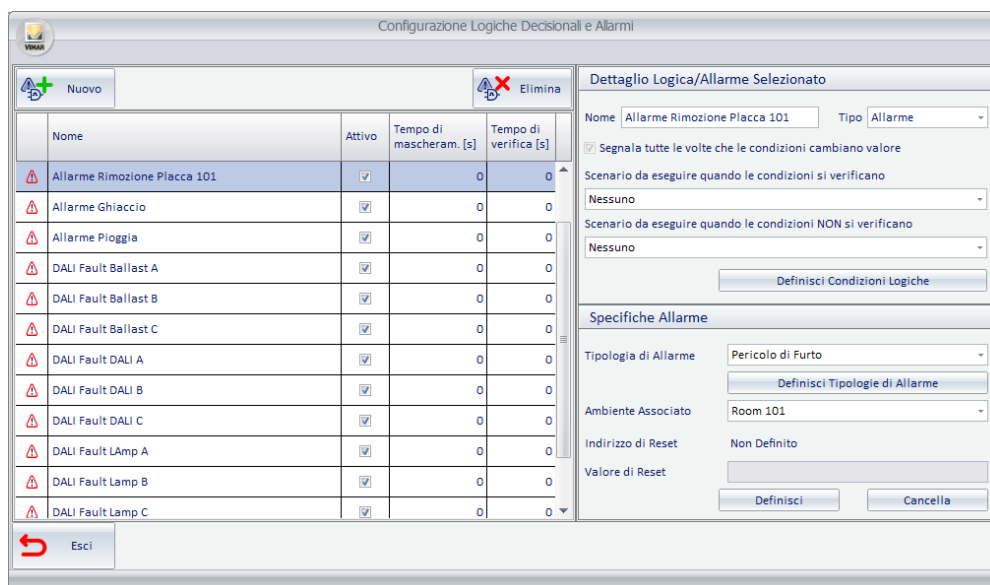 Configurazione Logiche Decisionali e Allarmi
VIMAR
Nuovo
Elimina
Nome Attivo Tempo di mascheram. [s] Tempo di verifica [s]
Allarme Rimozione Placca 101 0 0
Allarme Ghiaccio 0 0
Allarme Pioggia 0 0
DALI Fault Ballast A 0 0
DALI Fault Ballast B 0 0
DALI Fault Ballast C 0 0
DALI Fault DALI A 0 0
DALI Fault DALI B 0 0
DALI Fault DALI C 0 0
DALI Fault LAmp A 0 0
DALI Fault Lamp B 0 0
DALI Fault Lamp C 0 0
Esci
Dettaglio Logica/Allarme Selezionato
Nome Allarme Rimozione Placca 101 Tipo Allarme
Segnala tutte le volte che le condizioni cambiano valore
Scenario da eseguire quando le condizioni si verificano
Nessuno
Scenario da eseguire quando le condizioni NON si verificano
Nessuno
Definisci Condizioni Logiche
Specifiche Allarme
Tipologia di Allarme Pericolo di Furto
Definisci Tipologie di Allarme
Ambiente Associato Room 101
Indirizzo di Reset Non Definito
Valore di Reset
Definisci Cancella